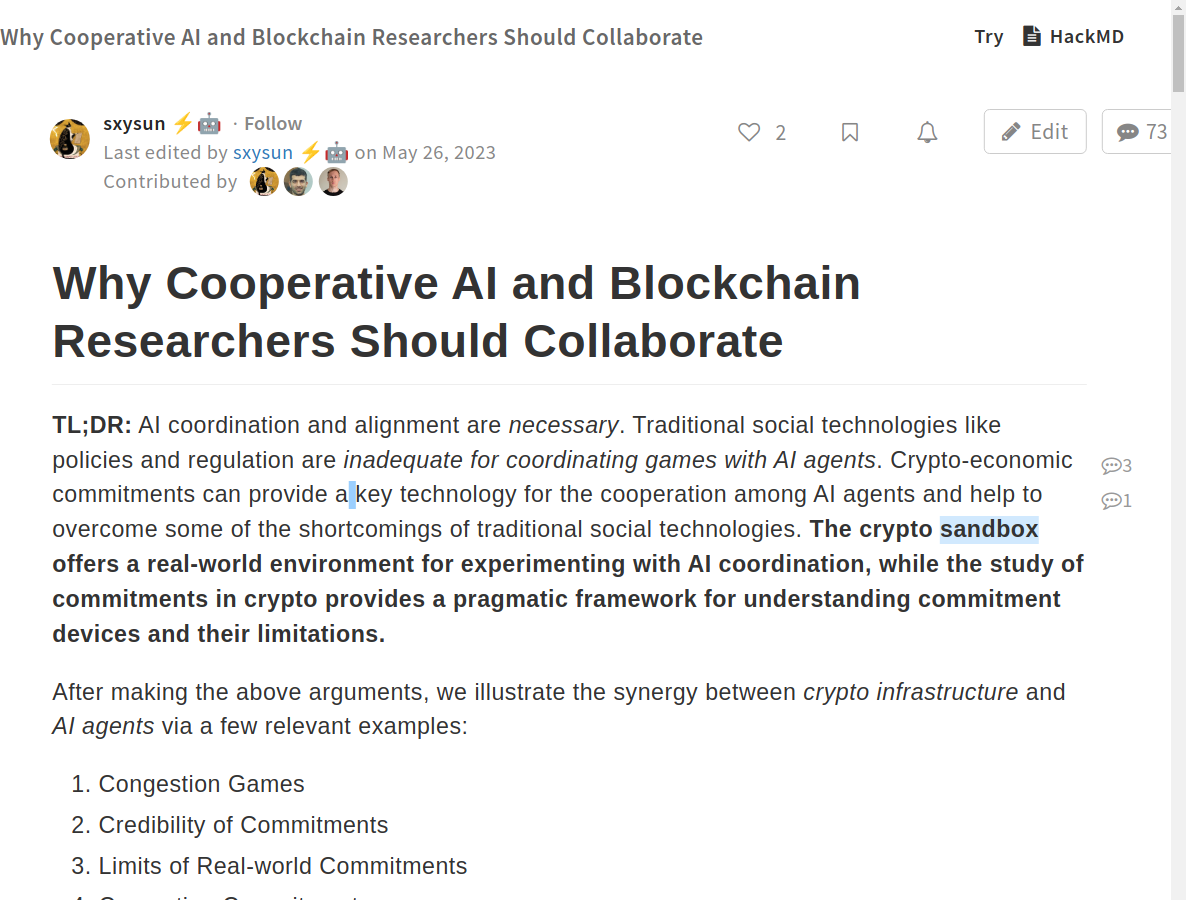 Why Cooperative AI and Blockchain Researchers Should Collaborate
Try HackMD
sxysun ⚡🤖 · Follow
Last edited by sxysun ⚡🤖 on May 26, 2023
Contributed by
2
Edit
73
Why Cooperative AI and Blockchain
Researchers Should Collaborate
TL;DR: AI coordination and alignment are necessary. Traditional social technologies like
policies and regulation are inadequate for coordinating games with AI agents. Crypto-economic
commitments can provide a key technology for the cooperation among AI agents and help to
overcome some of the shortcomings of traditional social technologies. The crypto sandbox
offers a real-world environment for experimenting with AI coordination, while the study of
commitments in crypto provides a pragmatic framework for understanding commitment
devices and their limitations.
3
1
After making the above arguments, we illustrate the synergy between crypto infrastructure and
AI agents via a few relevant examples:
1. Congestion Games
2. Credibility of Commitments
3. Limits of Real-world Commitments